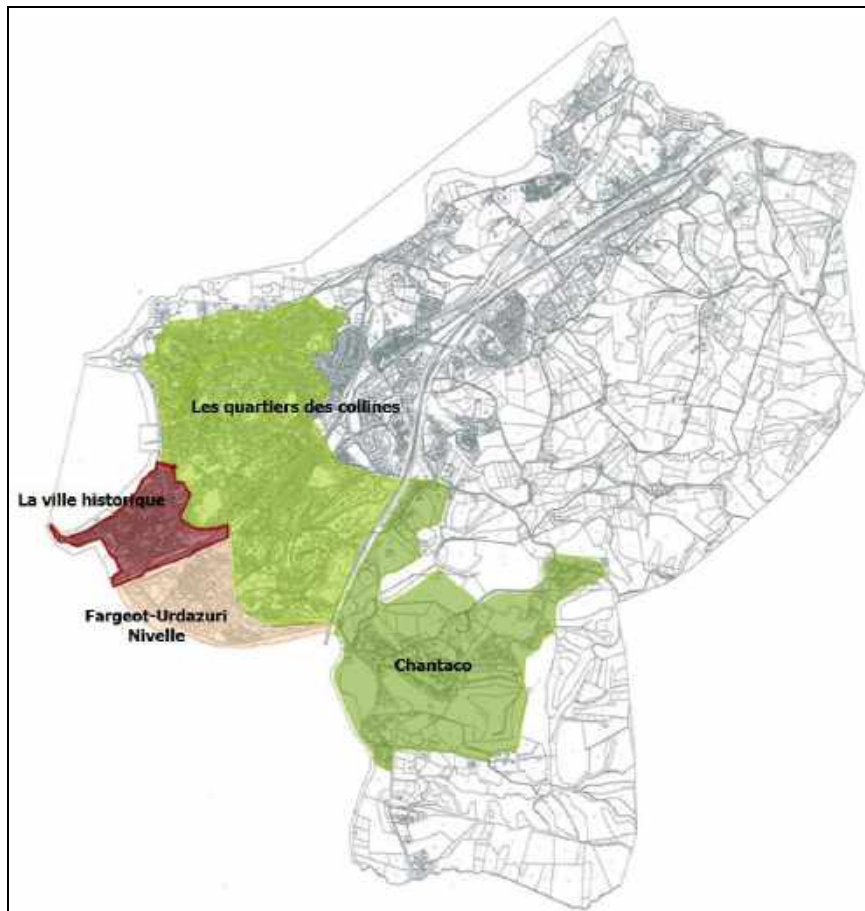 Les quartiers des collines
La ville historique
Fargeot-Urdazuri
Nivelle
Chantaco